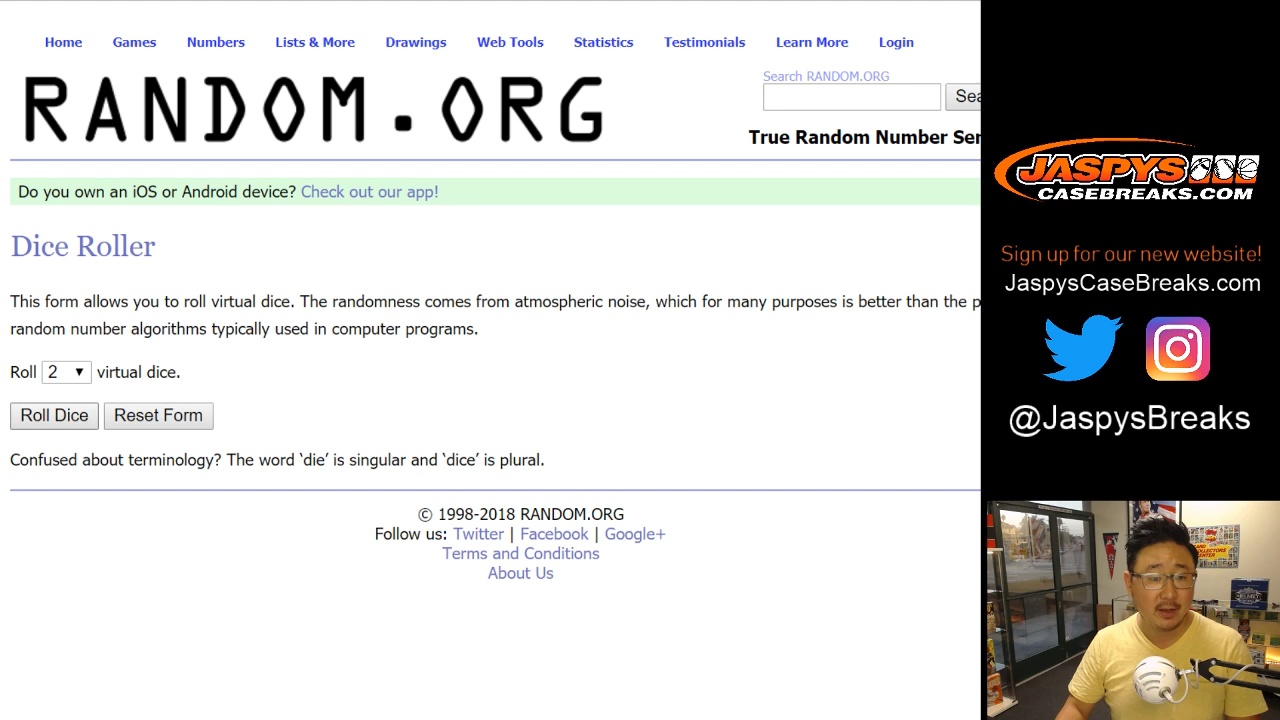 Home Games Numbers Lists & More Drawings Web Tools Statistics Testimonials Learn More Login
RANDOM.ORG
Search RANDOM.ORG
Sea
True Random Number Ser
Do you own an iOS or Android device? Check out our app!
Dice Roller
This form allows you to roll virtual dice. The randomness comes from atmospheric noise, which for many purposes is better than the p
random number algorithms typically used in computer programs.
Roll 2 virtual dice.
Roll Dice Reset Form
Confused about terminology? The word ‘die’ is singular and ‘dice’ is plural.
© 1998-2018 RANDOM.ORG
Follow us: Twitter | Facebook | Google+
Terms and Conditions
About Us
JASPYS
CASEBREAKS.COM
Sign up for our new website!
JaspysCaseBreaks.com
@JaspysBreaks